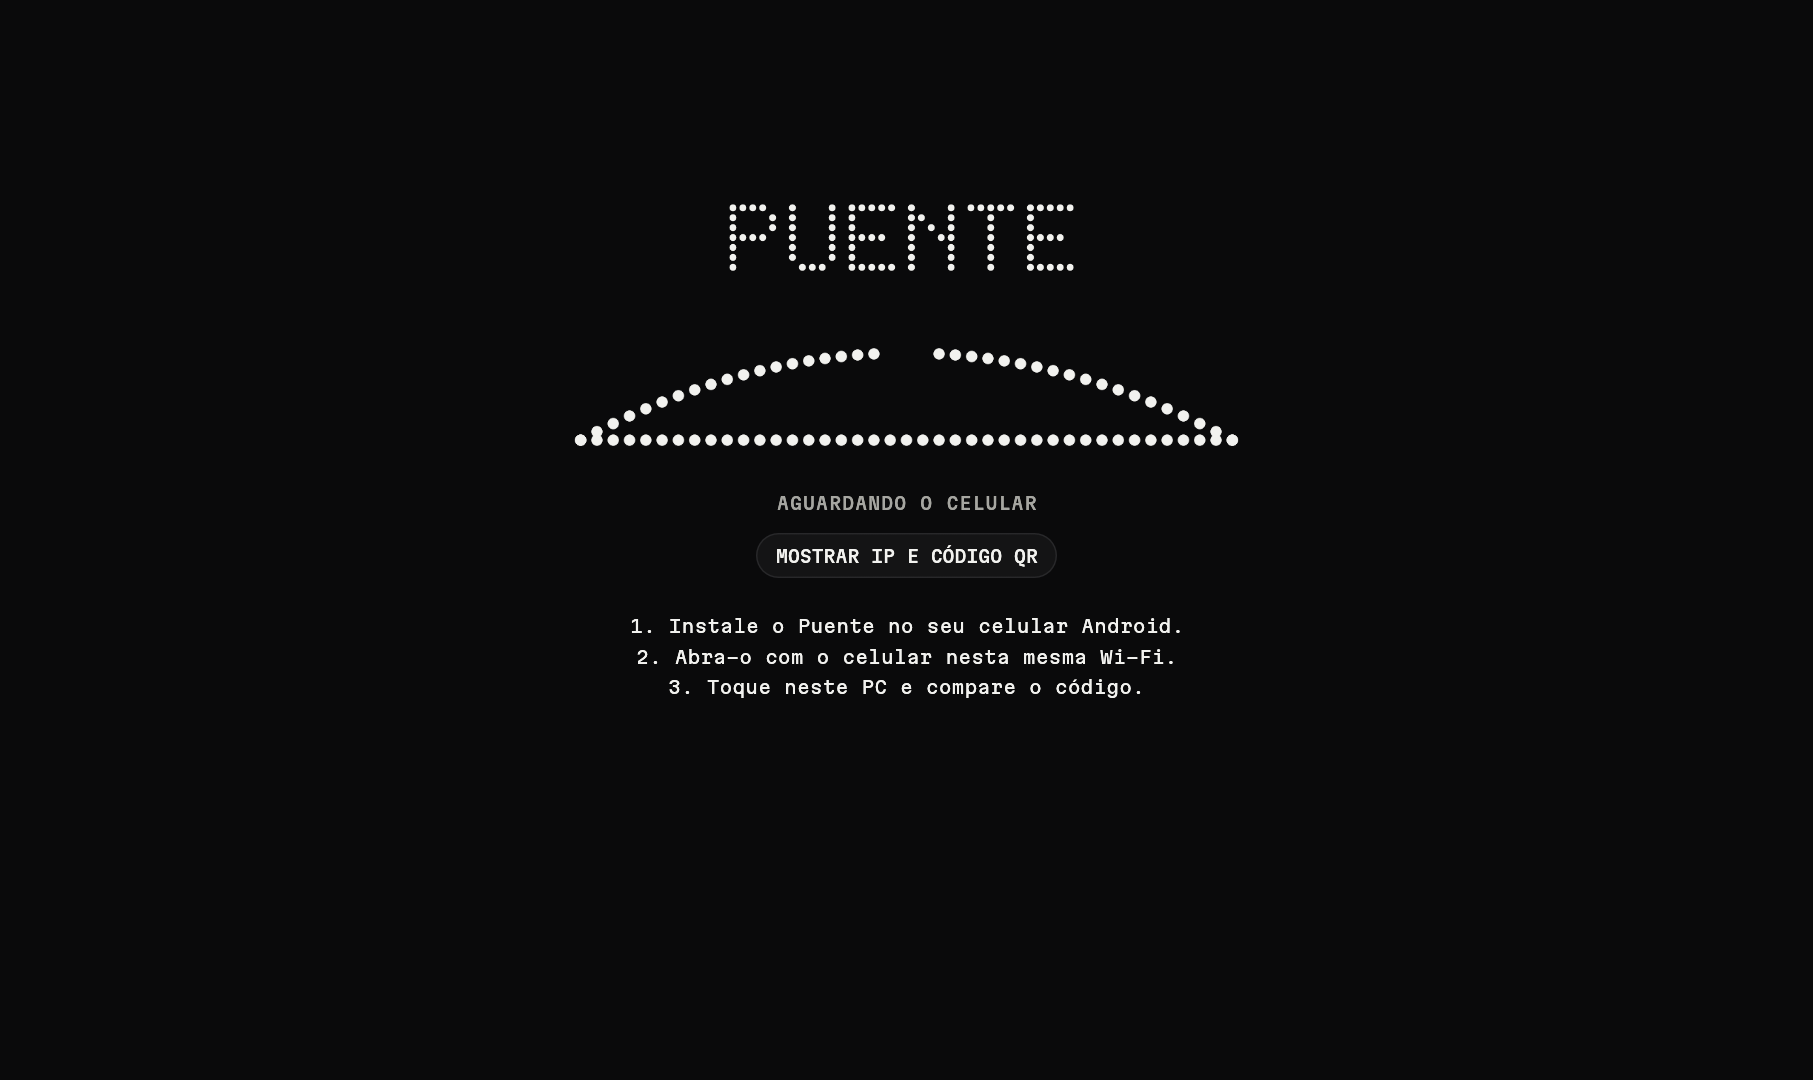 PUENTE
AGUARDANDO O CELULAR
MOSTRAR IP E CÓDIGO QR
1. Instale o Puente no seu celular Android.
2. Abra-o com o celular nesta mesma Wi-Fi.
3. Toque neste PC e compare o código.